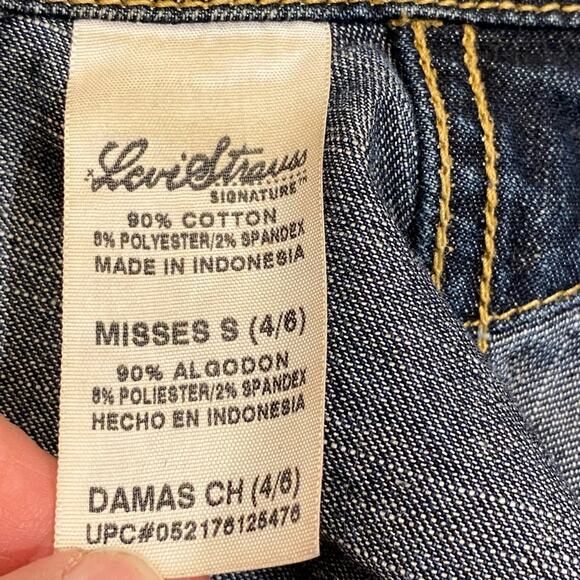 Levi Strauss
SIGNATURE™
90% COTTON
8% POLYESTER/2% SPANDEX
MADE IN INDONESIA
MISSES S (4/6)
90% ALGODON
8% POLIESTER/2% SPANDEX
HECHO EN INDONESIA
DAMAS CH (4/6)
UPC#052176125476